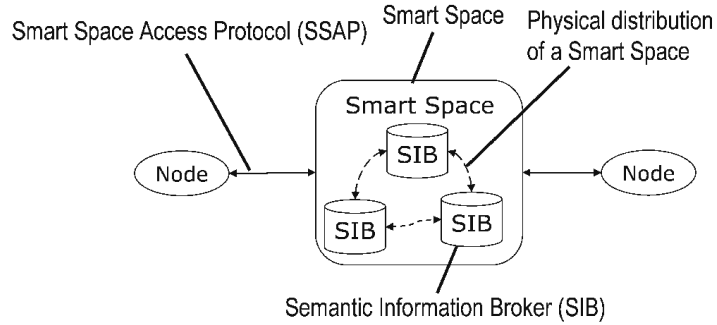 Smart Space Access Protocol (SSAP)
Smart Space
Physical distribution
of a Smart Space
Smart Space
SIB
Node
Node
SIB
SIB
Semantic Information Broker (SIB)